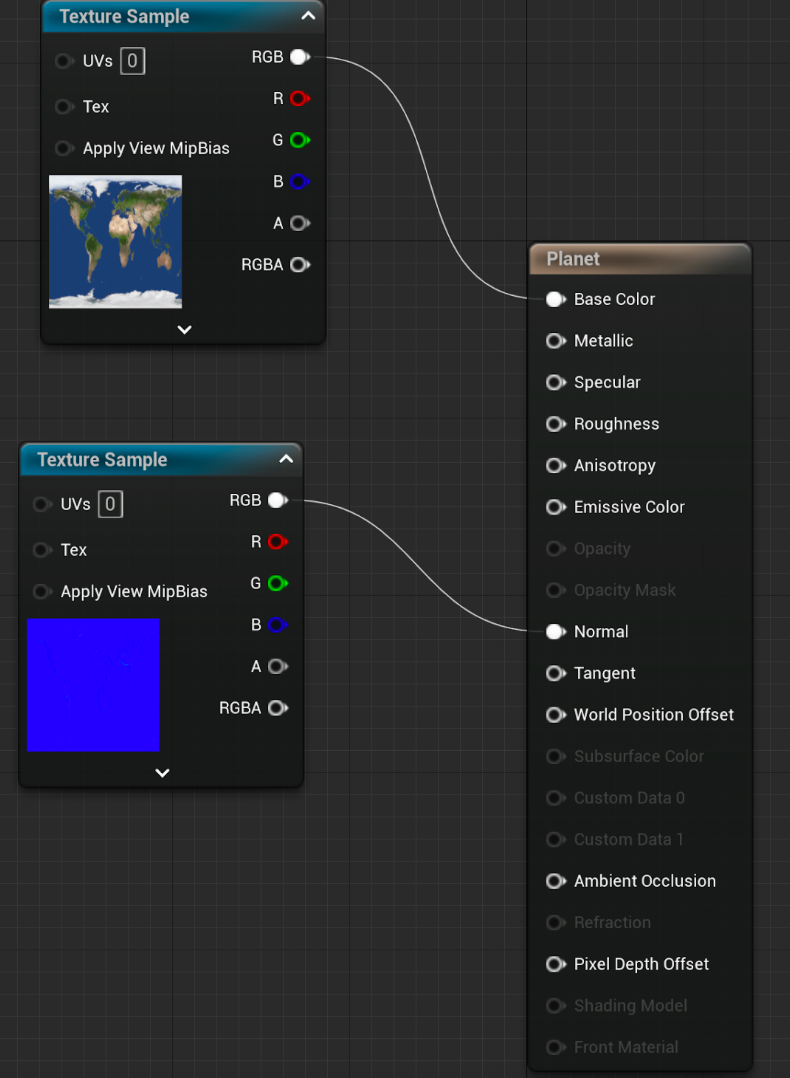 Texture Sample
UVs 0
RGB
R
Tex
G
Apply View MipBias
B
A
RGBA
Planet
Base Color
Metallic
Specular
Roughness
Anisotropy
Emissive Color
Opacity
Opacity Mask
Normal
Tangent
World Position Offset
Subsurface Color
Custom Data 0
Custom Data 1
Ambient Occlusion
Refraction
Pixel Depth Offset
Shading Model
Front Material
Texture Sample
UVs 0
RGB
R
Tex
G
Apply View MipBias
B
A
RGBA